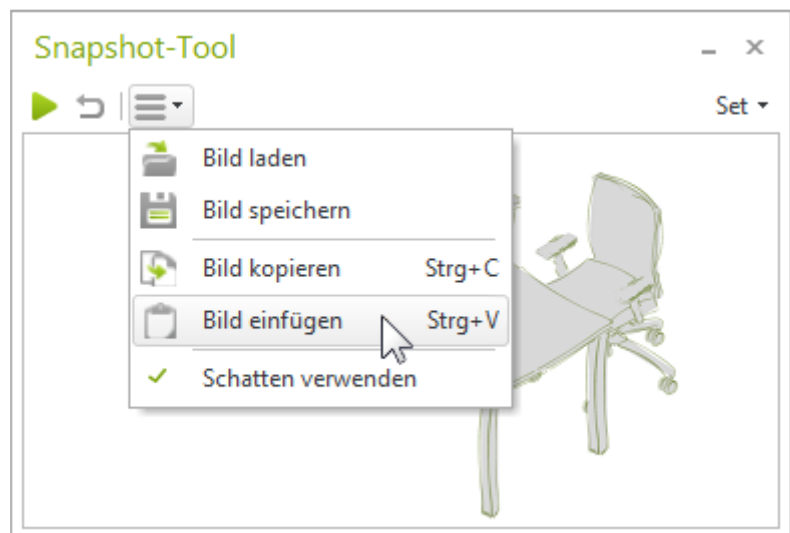 Snapshot-Tool
Set
Bild laden
Bild speichern
Bild kopieren Strg+C
Bild einfügen Strg+V
Schatten verwenden